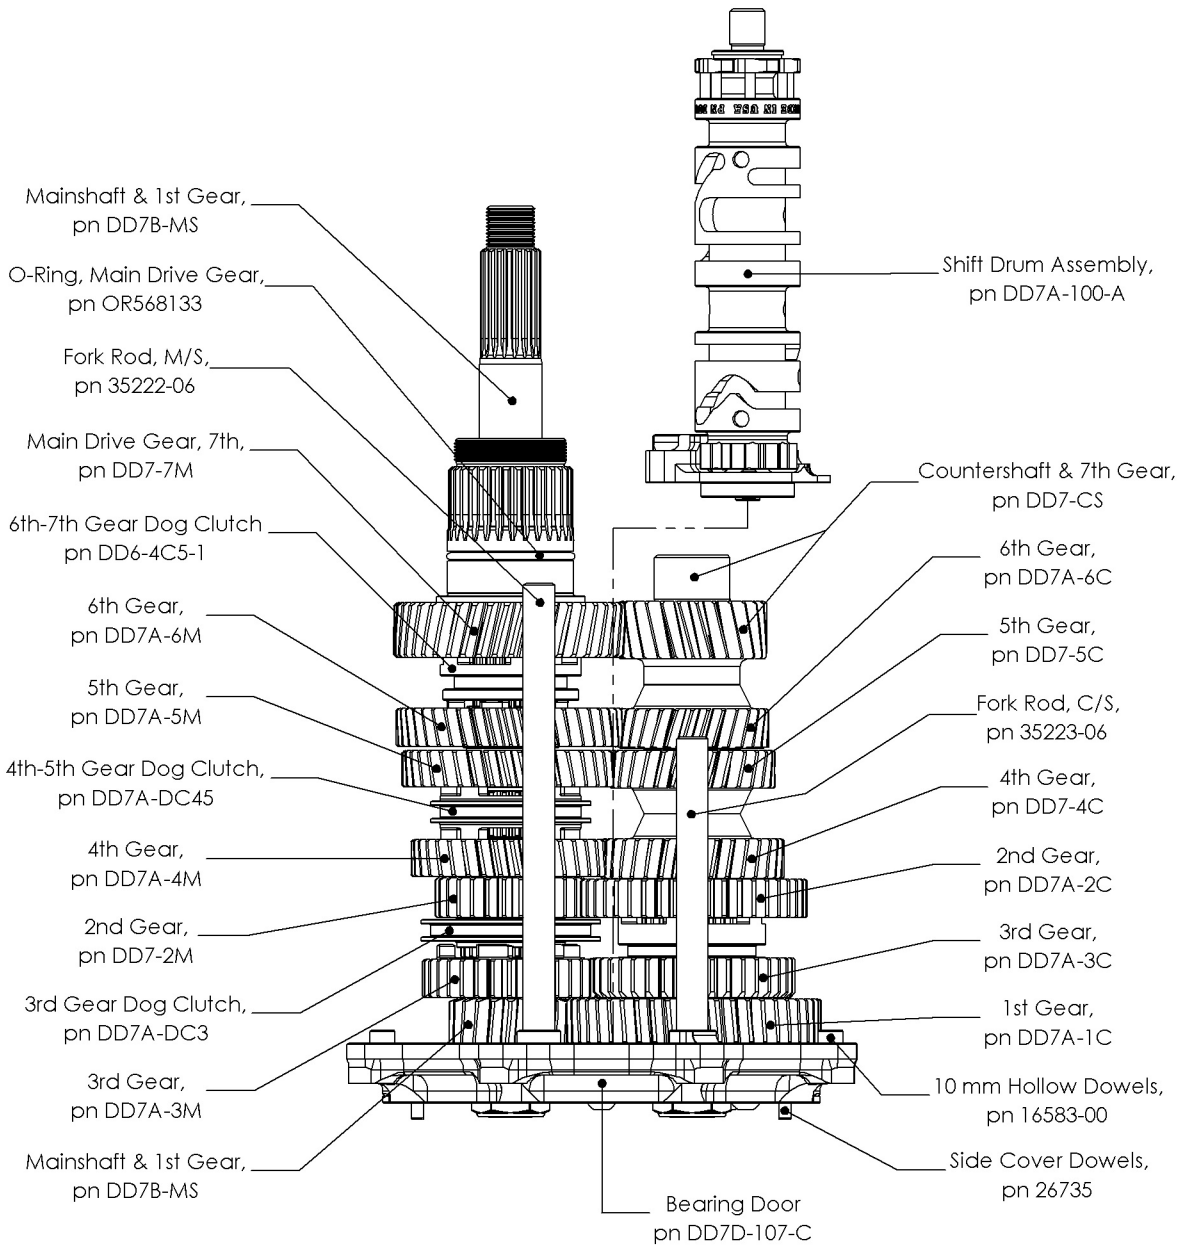 Mainshaft & 1st Gear,
pn DD7B-MS
O-Ring, Main Drive Gear,
pn OR568133
Fork Rod, M/S,
pn 35222-06
Main Drive Gear, 7th,
pn DD7-7M
6th-7th Gear Dog Clutch
pn DD6-4C5-1
6th Gear,
pn DD7A-6M
5th Gear,
pn DD7A-5M
4th-5th Gear Dog Clutch,
pn DD7A-DC45
4th Gear,
pn DD7A-4M
2nd Gear,
pn DD7-2M
3rd Gear Dog Clutch,
pn DD7A-DC3
3rd Gear,
pn DD7A-3M
Mainshaft & 1st Gear,
pn DD7B-MS
IN USA PN
Shift Drum Assembly,
pn DD7A-100-A
Countershaft & 7th Gear,
pn DD7-CS
6th Gear,
pn DD7A-6C
5th Gear,
pn DD7-5C
Fork Rod, C/S,
pn 35223-06
4th Gear,
pn DD7-4C
2nd Gear,
pn DD7A-2C
3rd Gear,
pn DD7A-3C
1st Gear,
pn DD7A-1C
10 mm Hollow Dowels,
pn 16583-00
Side Cover Dowels,
pn 26735
Bearing Door
pn DD7D-107-C